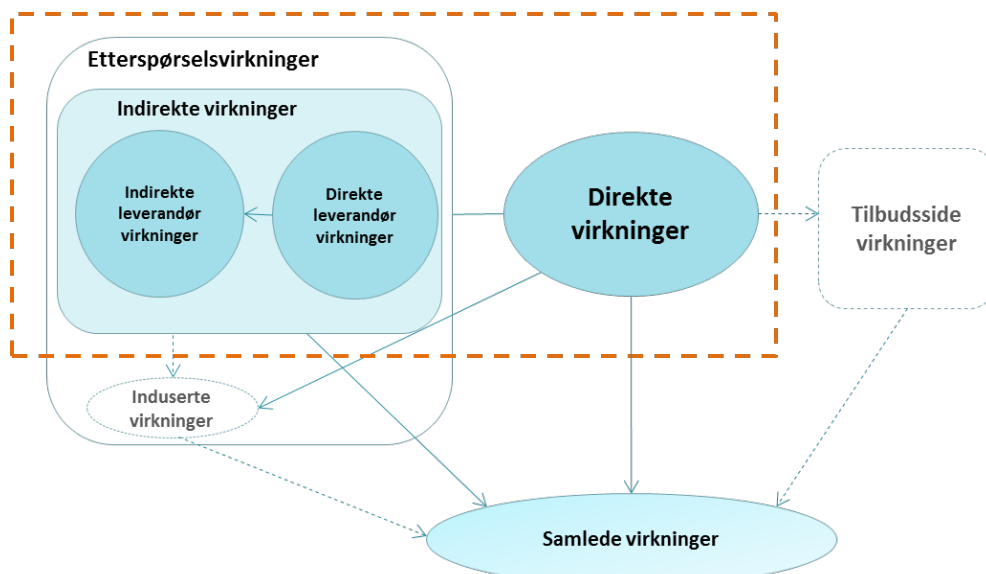 Etterspørselsvirkninger
Indirekte virkninger
Indirekte
leverandør
virkninger
Direkte
leverandør
virkninger
Direkte
virkninger
Tilbudsside
virkninger
Induserte
virkninger
Samlede virkninger